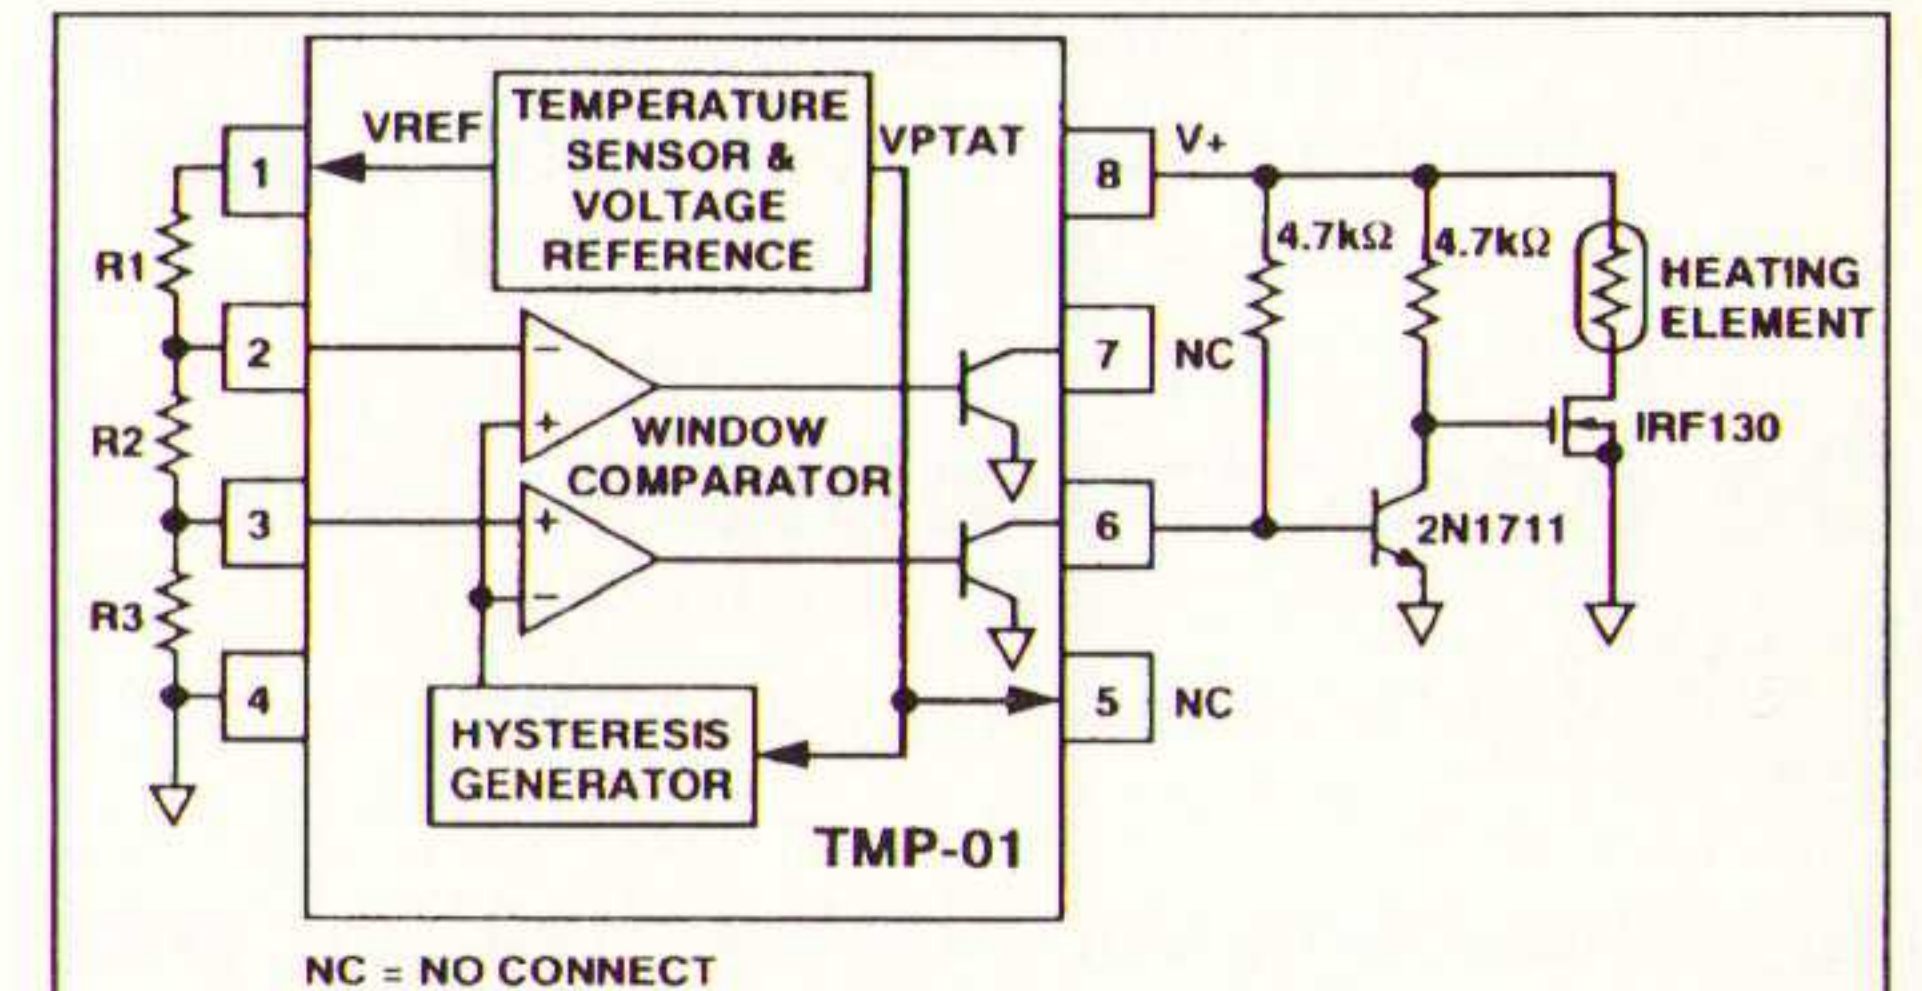 TEMPERATURE
SENSOR &
VOLTAGE
REFERENCE
VREF
VPTAT
1
8
V+
R1
4.7kΩ
4.7kΩ
HEATING
ELEMENT
2
−
7
NC
+
WINDOW
COMPARATOR
IRF130
R2
3
+
6
2N1711
−
R3
4
5
NC
HYSTERESIS
GENERATOR
TMP-01
NC = NO CONNECT